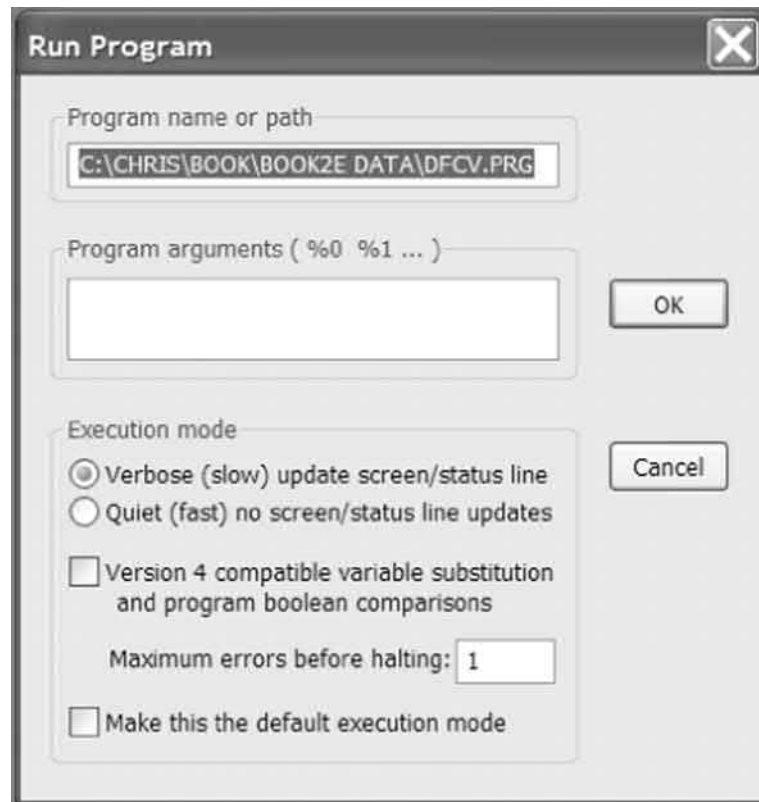 Run Program
Program name or path
C:\CHRIS\BOOK\BOOK2E DATA\DFCV.PRG
Program arguments ( %0 %1 ... )
OK
Execution mode
Verbose (slow) update screen/status line
Cancel
Quiet (fast) no screen/status line updates
Version 4 compatible variable substitution
and program boolean comparisons
Maximum errors before halting: 1
Make this the default execution mode